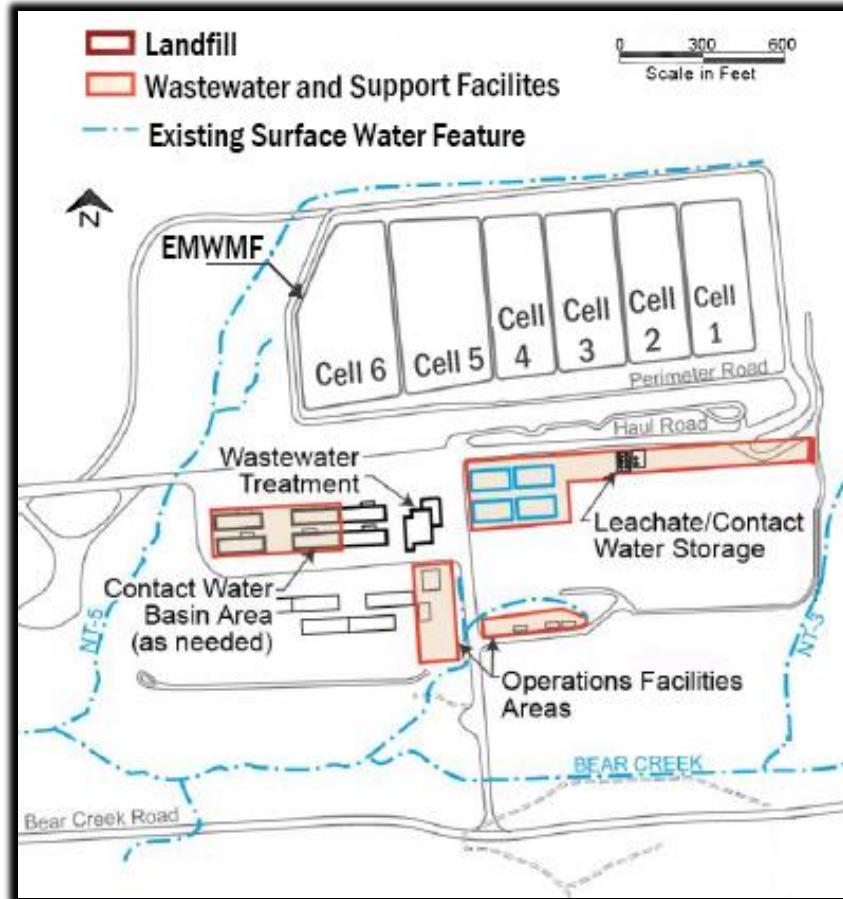 Landfill
Wastewater and Support Facilites
Existing Surface Water Feature
0 300 600
Scale in Feet
N
EMWMF
Cell 6
Cell 5
Cell
4
Cell
3
Cell
2
Cell
1
Perimeter Road
Haul Road
Wastewater
Treatment
Leachate/Contact
Water Storage
Contact Water
Basin Area
(as needed)
NT-5
NT-3
Operations Facilities
Areas
BEAR CREEK
Bear Creek Road